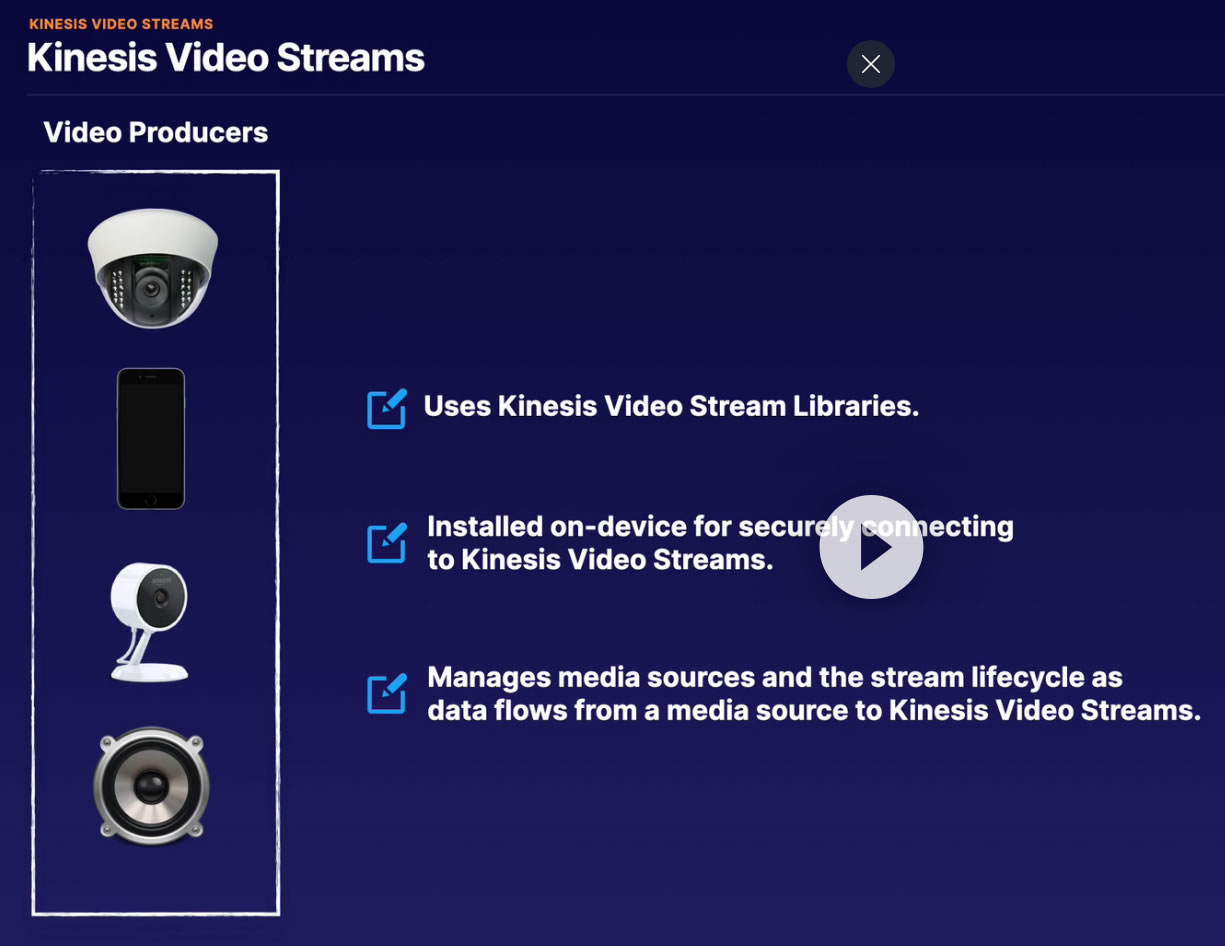 KINESIS VIDEO STREAMS
Kinesis Video Streams
Video Producers
Uses Kinesis Video Stream Libraries.
Installed on-device for securely connecting
to Kinesis Video Streams.
Manages media sources and the stream lifecycle as
data flows from a media source to Kinesis Video Streams.